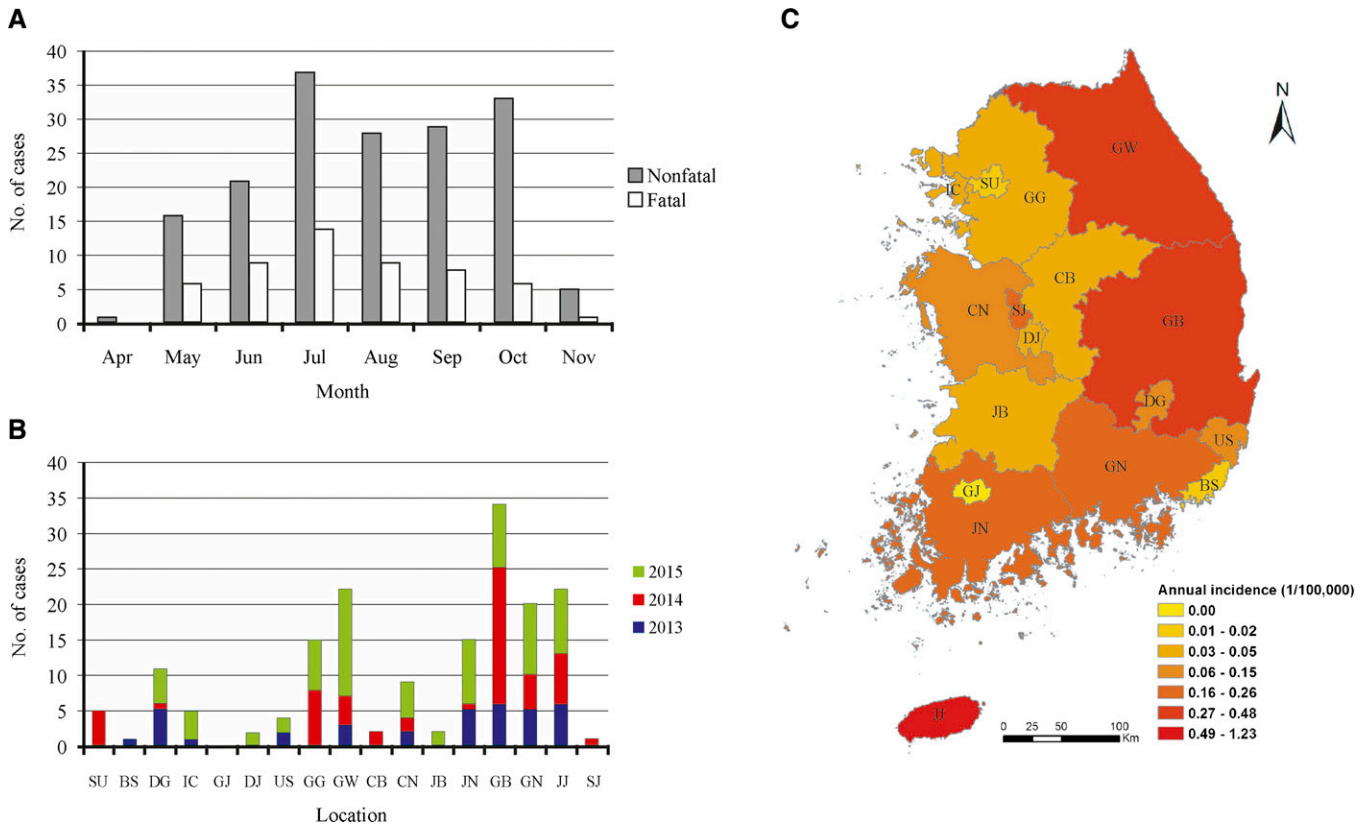 A
40
35
30
25
20
15
10
5
0
No. of cases
Apr May Jun Jul Aug Sep Oct Nov
Month
Nonfatal
Fatal
B
40
35
30
25
20
15
10
5
0
No. of cases
SU BS DG IC GJ DJ US GG GW CB CN JB JN GB GN JJ SJ
Location
2015
2014
2013
C
N
GW
SU
IC
GG
CB
CN
SJ
GB
DJ
DG
JB
US
GN
BS
GJ
JN
JJ
0 25 50 100
Km
Annual incidence (1/100,000)
0.00
0.01 - 0.02
0.03 - 0.05
0.06 - 0.15
0.16 - 0.26
0.27 - 0.48
0.49 - 1.23